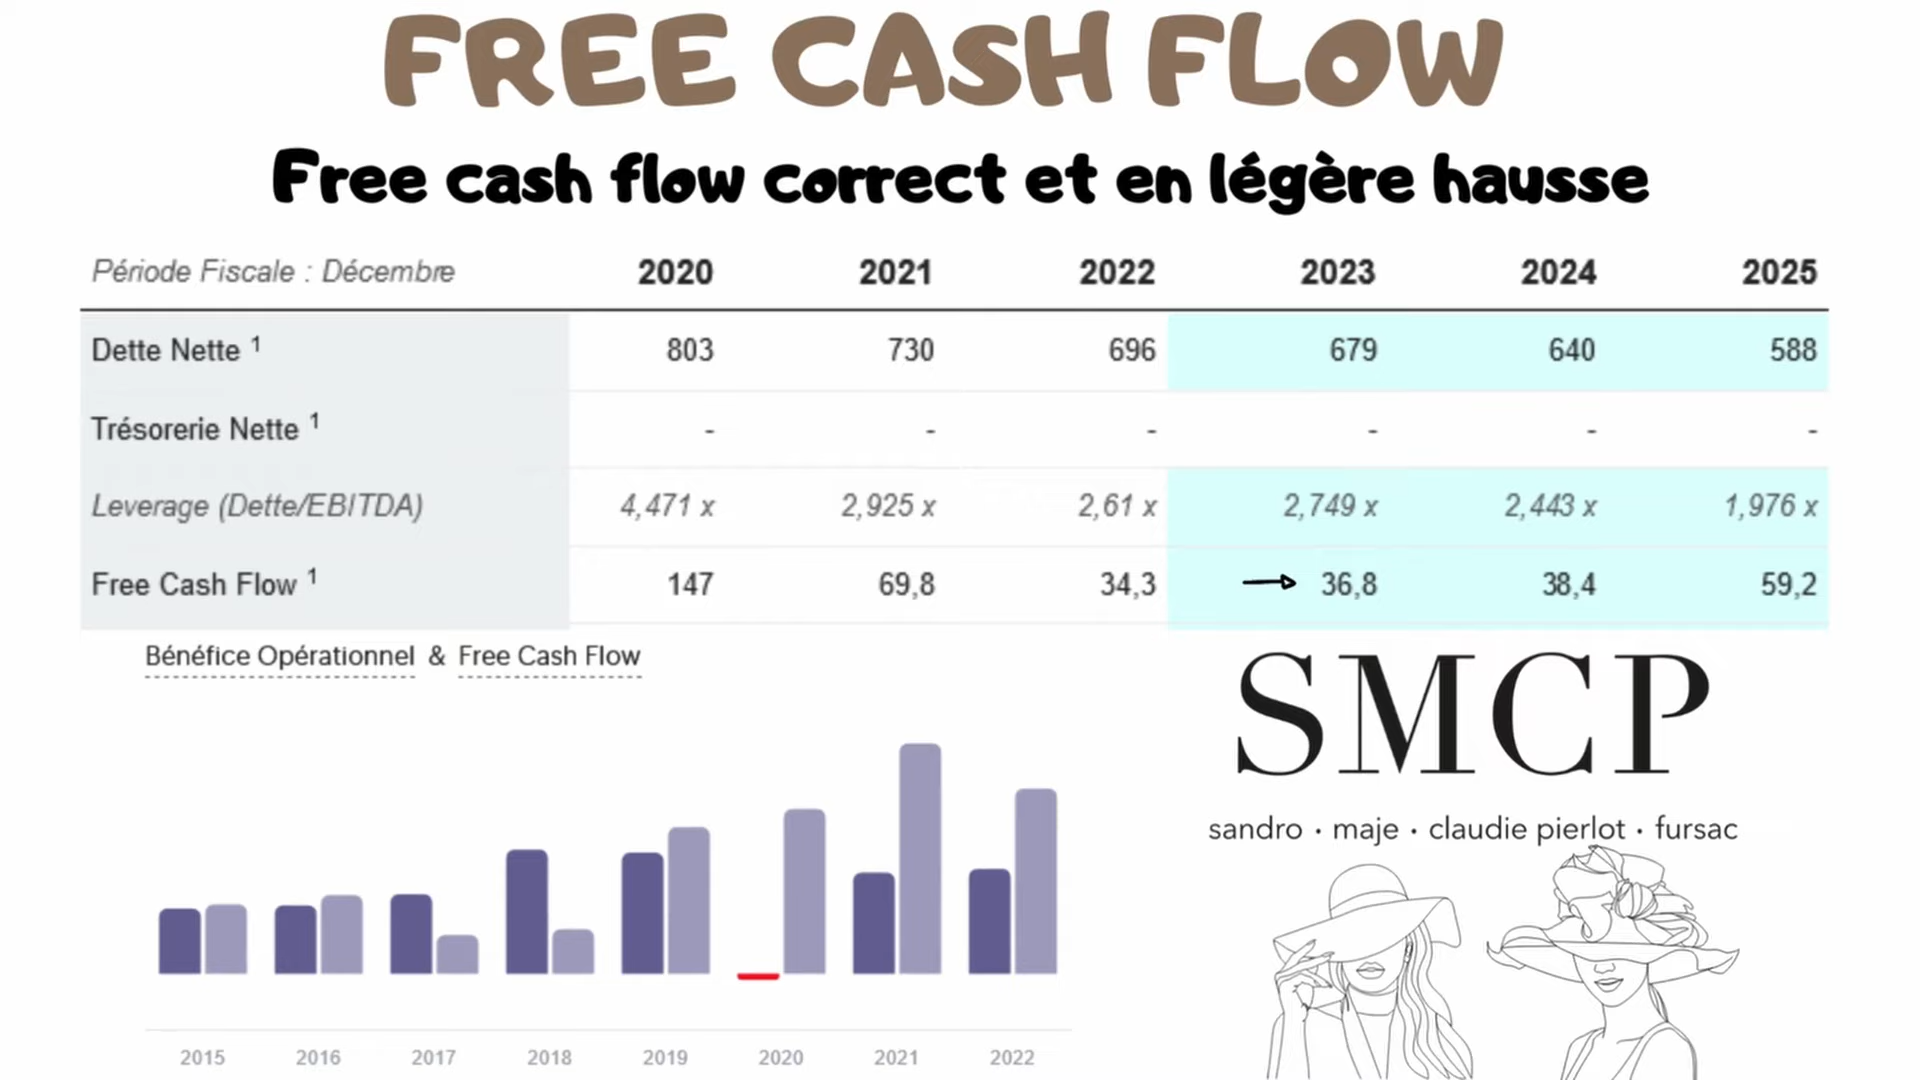 FREE CASH FLOW
Free cash flow correct et en légère hausse
Période Fiscale : Décembre 2020 2021 2022 2023 2024 2025
Dette Nette 1 803 730 696 679 640 588
Trésorerie Nette 1 - - - - - -
Leverage (Dette/EBITDA) 4,471 x 2,925 x 2,61 x 2,749 x 2,443 x 1,976 x
Free Cash Flow 1 147 69,8 34,3 36,8 38,4 59,2
Bénéfice Opérationnel & Free Cash Flow
SMCP
sandro · maje · claudie pierlot · fursac
2015 2016 2017 2018 2019 2020 2021 2022